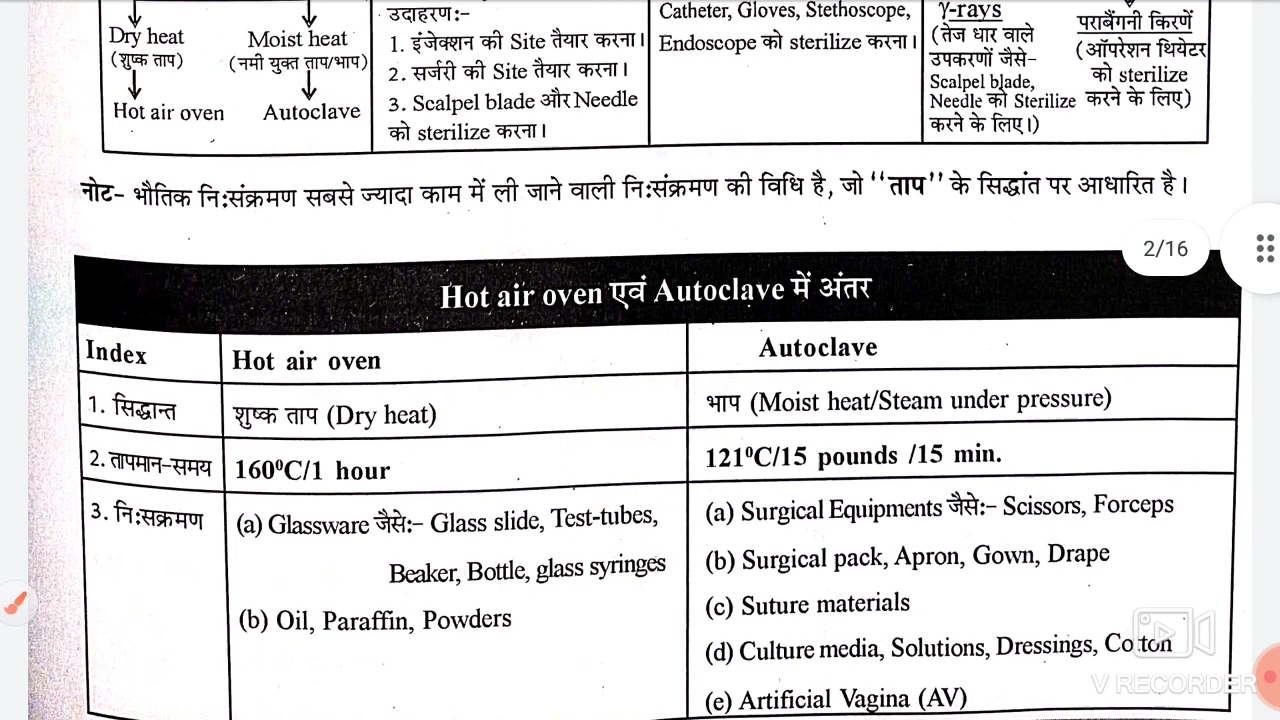 Dry heat
(शुष्क ताप)
Hot air oven
Moist heat
(नमी युक्त ताप/भाप)
Autoclave
उदाहरण:-
1. इंजेक्शन की Site तैयार करना।
2. सर्जरी की Site तैयार करना।
3. Scalpel blade और Needle
को sterilize करना।
Catheter, Gloves, Stethoscope,
Endoscope को sterilize करना।
γ-rays
(तेज धार वाले
उपकरणों जैसे-
Scalpel blade,
Needle को Sterilize
करने के लिए।)
पराबैंगनी किरणें
(ऑपरेशन थियेटर
को sterilize
करने के लिए)
नोट- भौतिक नि:संक्रमण सबसे ज्यादा काम में ली जाने वाली नि:संक्रमण की विधि है, जो "ताप" के सिद्धांत पर आधारित है।
2/16
Hot air oven एवं Autoclave में अंतर
Index
Hot air oven
Autoclave
1. सिद्धान्त
शुष्क ताप (Dry heat)
भाप (Moist heat/Steam under pressure)
2. तापमान-समय
160⁰C/1 hour
121⁰C/15 pounds /15 min.
3. नि:सक्रमण
(a) Glassware जैसे:- Glass slide, Test-tubes,
Beaker, Bottle, glass syringes
(b) Oil, Paraffin, Powders
(a) Surgical Equipments जैसे:- Scissors, Forceps
(b) Surgical pack, Apron, Gown, Drape
(c) Suture materials
(d) Culture media, Solutions, Dressings, Cotton
(e) Artificial Vagina (AV)
V RECORDER